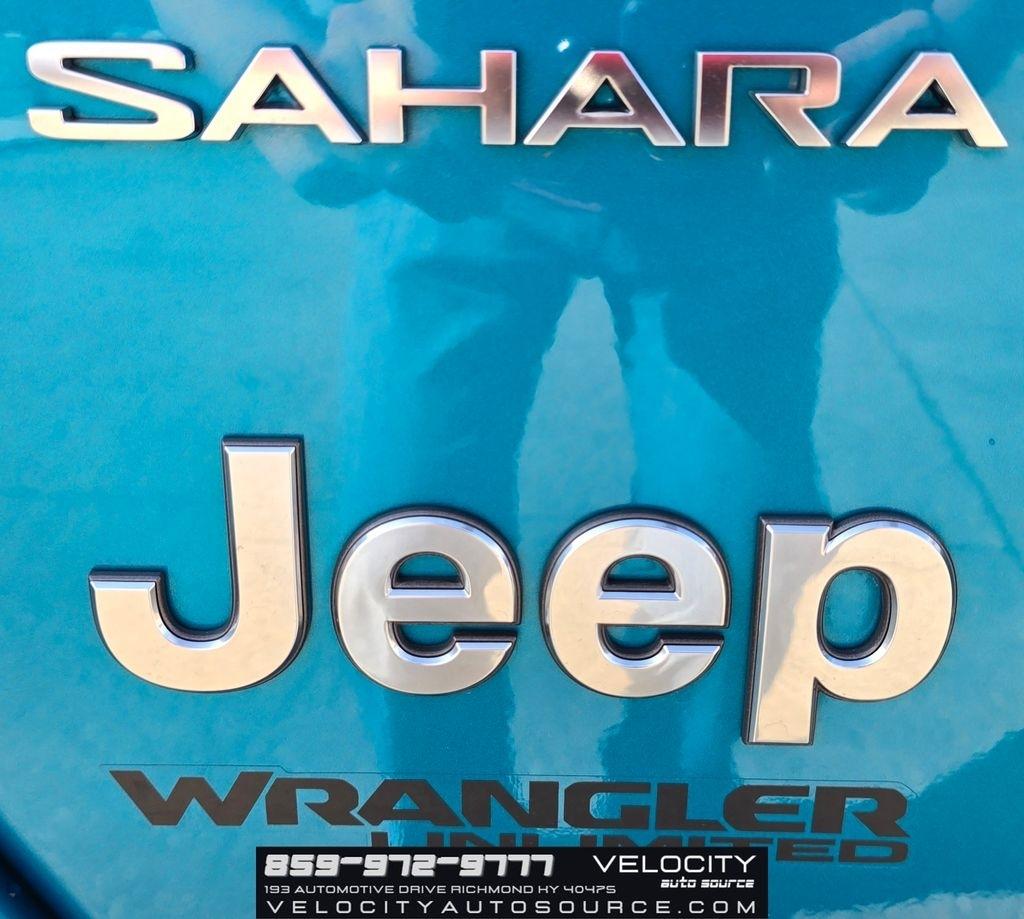 SAHARA
Jeep
WRANGLER
UNLIMITED
859-972-9777 VELOCITY
auto source
193 AUTOMOTIVE DRIVE RICHMOND KY 40475
VELOCITYAUTOSOURCE.COM